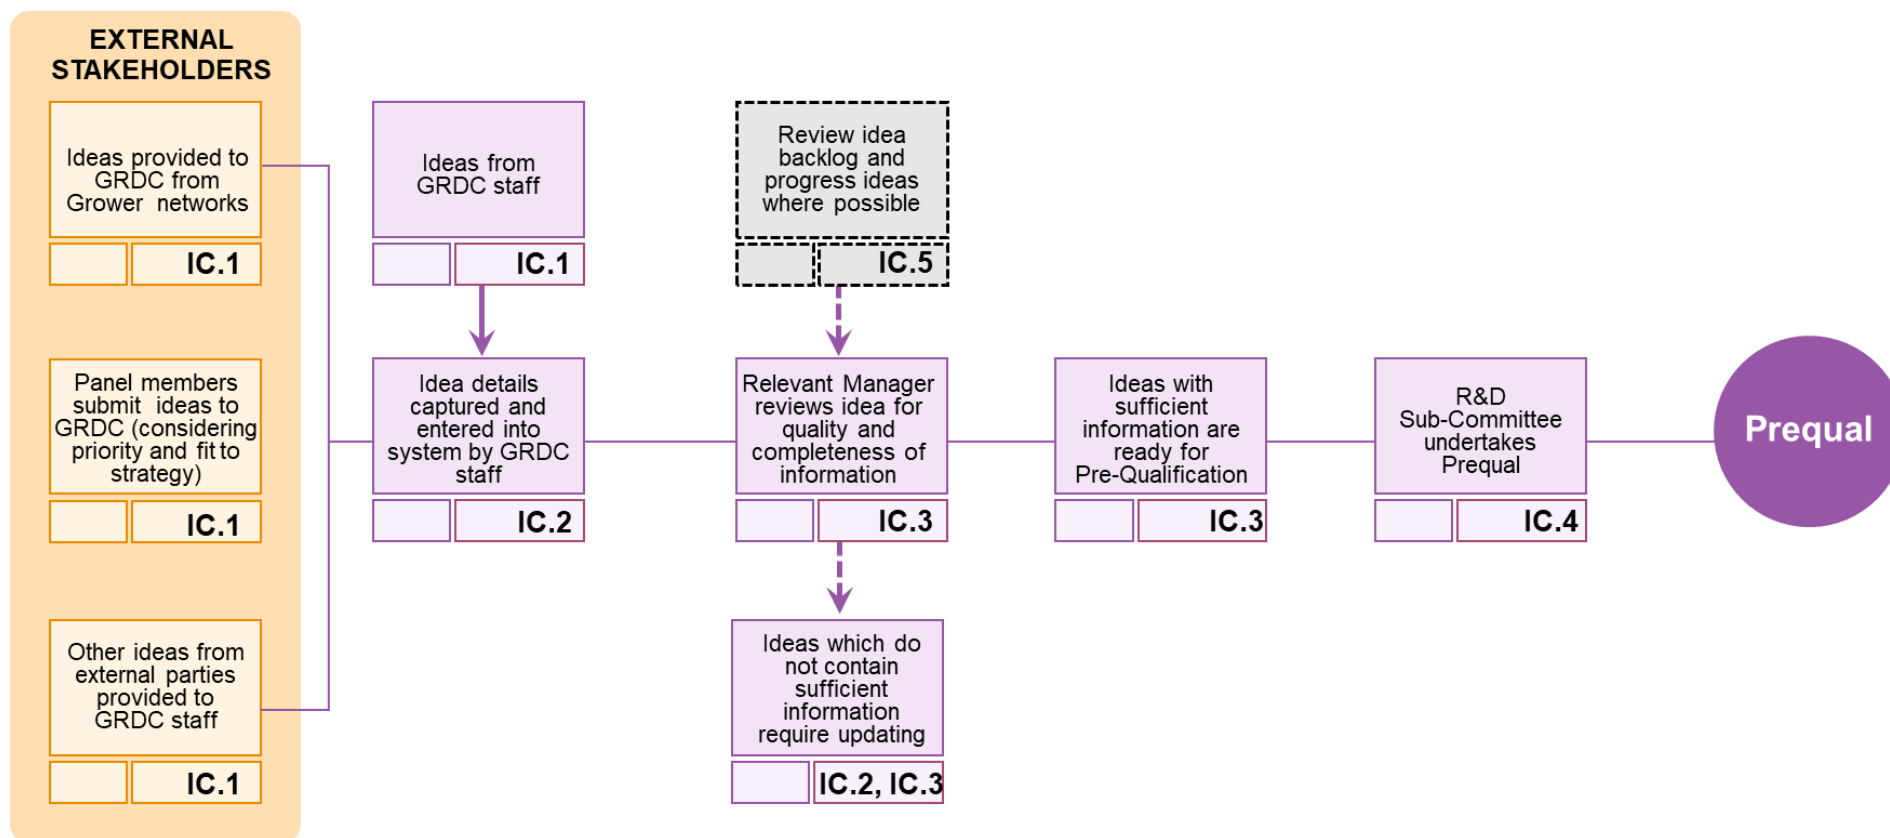 EXTERNAL
STAKEHOLDERS
Ideas provided to
GRDC from
Grower networks
IC.1
Panel members
submit ideas to
GRDC (considering
priority and fit to
strategy)
IC.1
Other ideas from
external parties
provided to
GRDC staff
IC.1
Ideas from
GRDC staff
IC.1
Idea details
captured and
entered into
system by GRDC
staff
IC.2
Review idea
backlog and
progress ideas
where possible
IC.5
Relevant Manager
reviews idea for
quality and
completeness of
information
IC.3
Ideas which do
not contain
sufficient
information
require updating
IC.2, IC.3
Ideas with
sufficient
information are
ready for
Pre-Qualification
IC.3
R&D
Sub-Committee
undertakes
Prequal
IC.4
Prequal